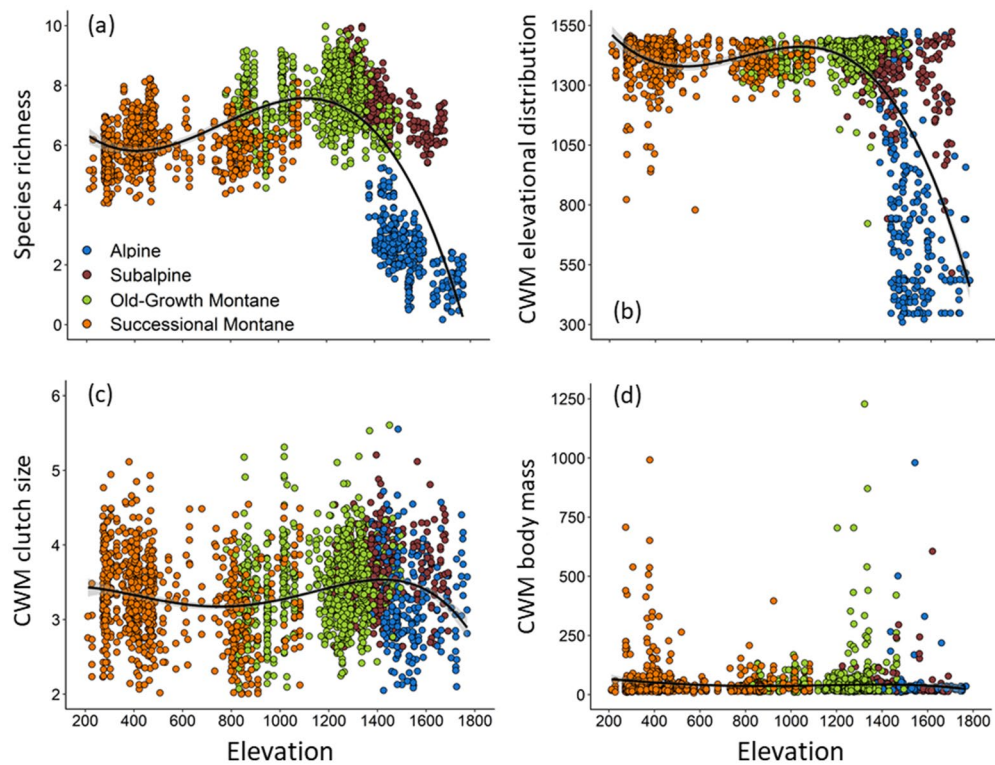 (a)
Species richness
10
8
6
4
2
0
Alpine
Subalpine
Old-Growth Montane
Successional Montane
(b)
CWM elevational distribution
1550
1300
1050
800
550
300
(c)
CWM clutch size
6
5
4
3
2
200 400 600 800 1000 1200 1400 1600 1800
Elevation
(d)
CWM body mass
1250
1000
750
500
250
0
200 400 600 800 1000 1200 1400 1600 1800
Elevation